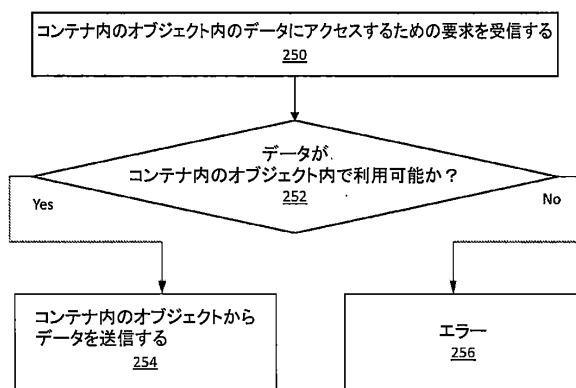 コンテナ内のオブジェクト内のデータにアクセスするための要求を受信する
250
データが、
コンテナ内のオブジェクト内で利用可能か？
252
Yes
No
コンテナ内のオブジェクトから
データを送信する
254
エラー
256